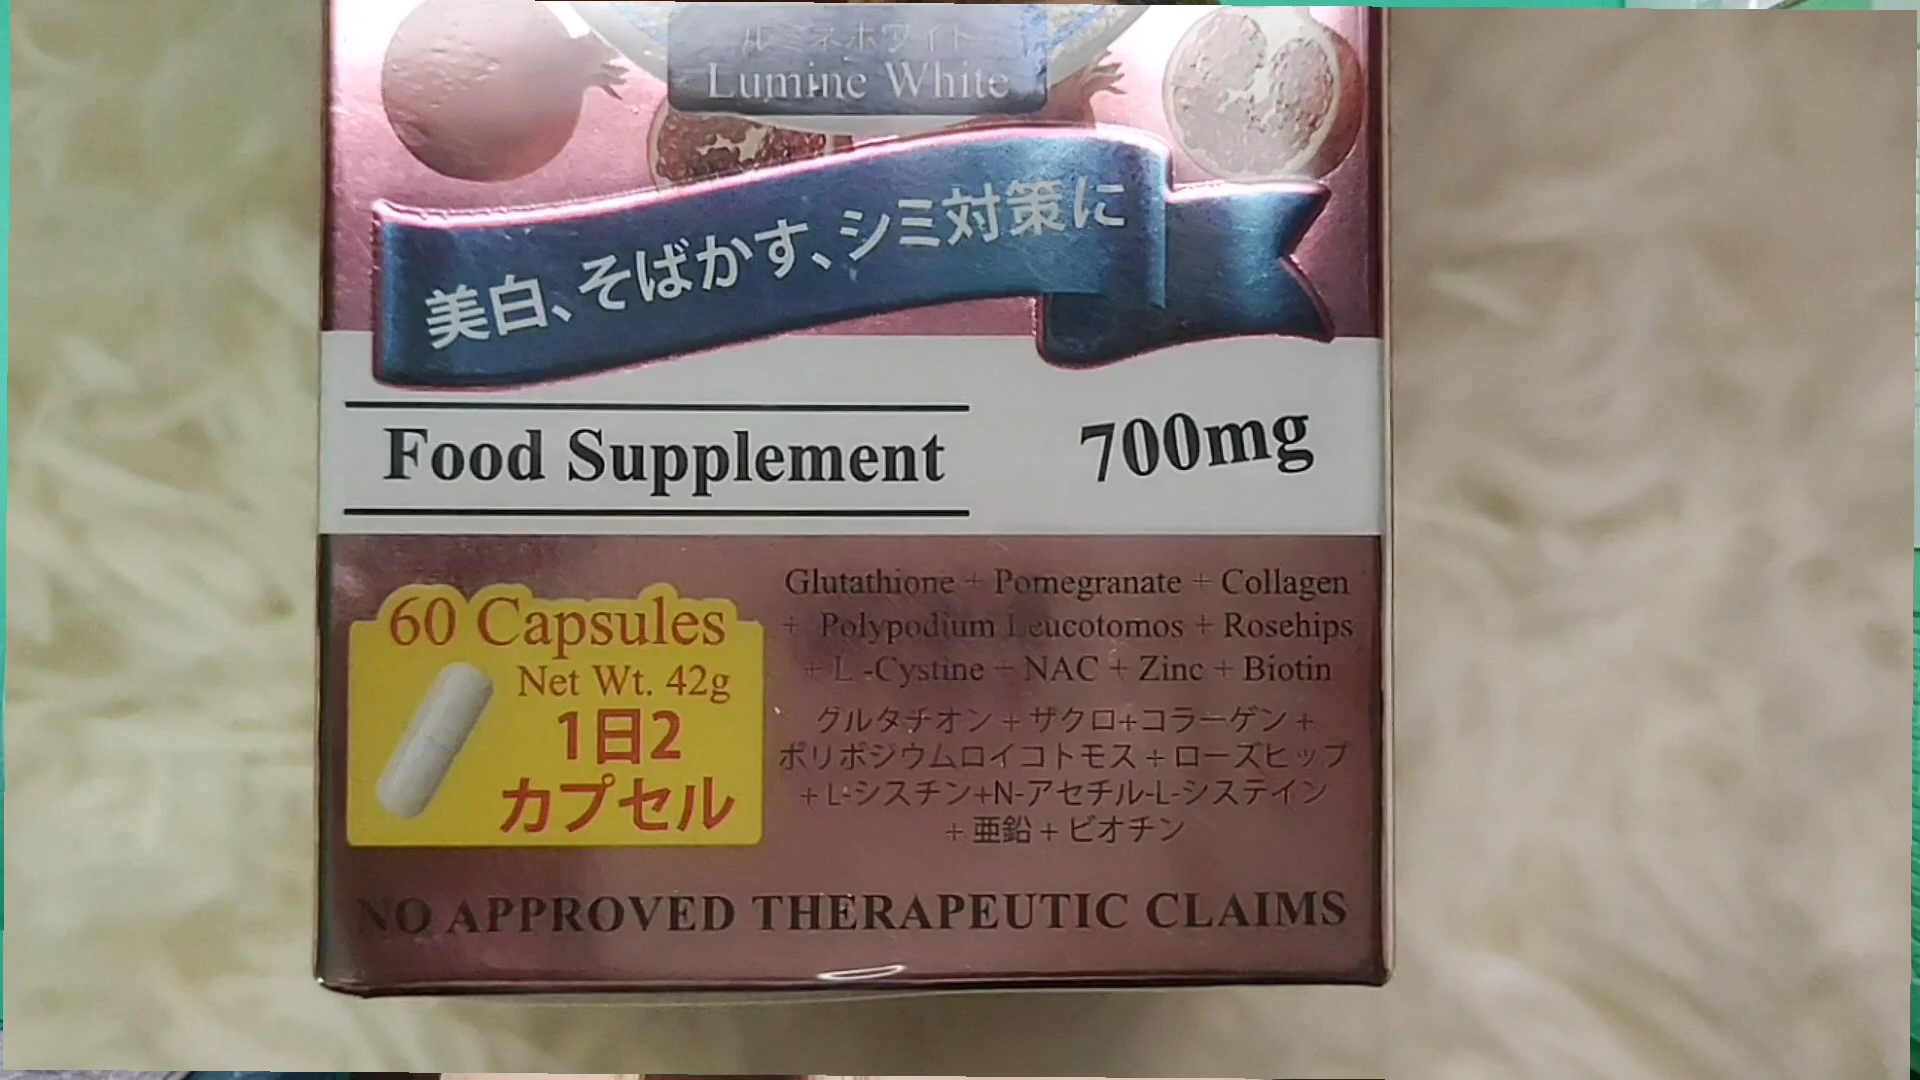 ルミネホワイト
Lumine White
美白、そばかす、シミ対策に
Food Supplement
700mg
60 Capsules
Net Wt. 42g
1日2
カプセル
Glutathione + Pomegranate + Collagen
+ Polypodium Leucotomos + Rosehips
+ L -Cystine + NAC + Zinc + Biotin
グルタチオン + ザクロ+コラーゲン +
ポリポジウムロイコトモス + ローズヒップ
+ L-シスチン+N-アセチル-L-システイン
+ 亜鉛 + ビオチン
NO APPROVED THERAPEUTIC CLAIMS